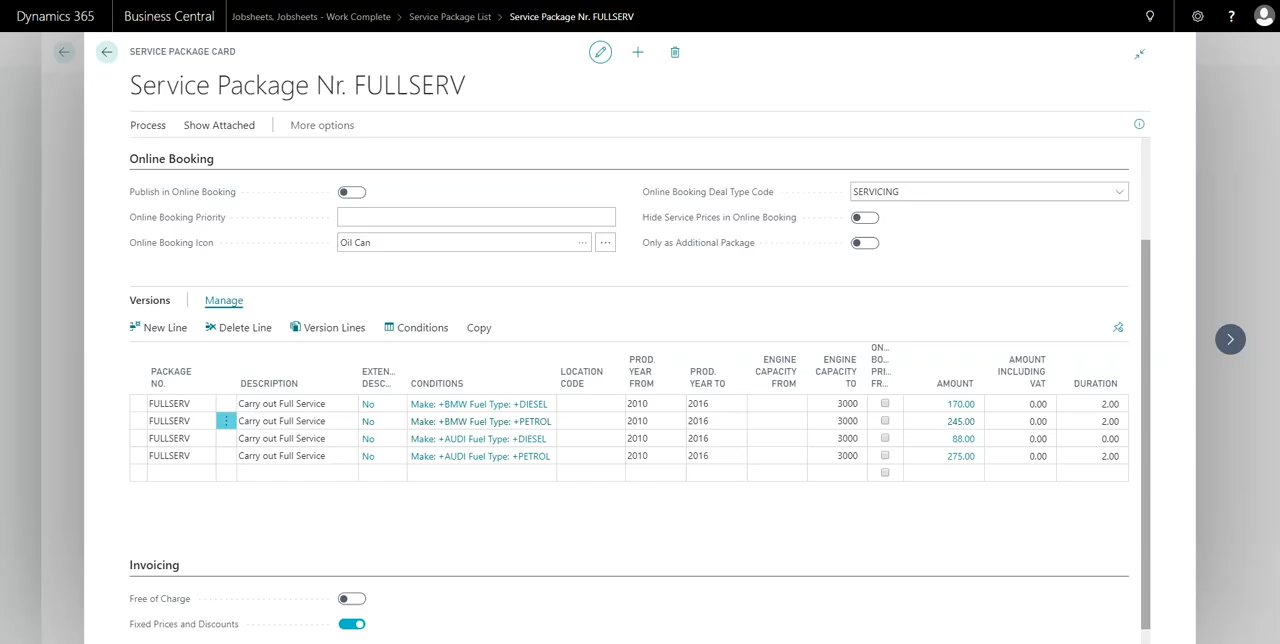 Dynamics 365 Business Central Jobsheets, Jobsheets - Work Complete > Service Package List > Service Package Nr. FULLSERV ?
SERVICE PACKAGE CARD
Service Package Nr. FULLSERV
Process Show Attached More options
Online Booking
Publish in Online Booking Online Booking Deal Type Code SERVICING
Online Booking Priority Hide Service Prices in Online Booking
Online Booking Icon Oil Can ... ... Only as Additional Package
Versions Manage
New Line Delete Line Version Lines Conditions Copy
PACKAGE NO. DESCRIPTION EXTEN... DESC... CONDITIONS LOCATION CODE PROD. YEAR FROM PROD. YEAR TO ENGINE CAPACITY FROM ENGINE CAPACITY TO ON... BO... PRI... FR... AMOUNT AMOUNT INCLUDING VAT DURATION
FULLSERV Carry out Full Service No Make: +BMW Fuel Type: +DIESEL 2010 2016 3000 170.00 0.00 2.00
FULLSERV Carry out Full Service No Make: +BMW Fuel Type: +PETROL 2010 2016 3000 245.00 0.00 2.00
FULLSERV Carry out Full Service No Make: +AUDI Fuel Type: +DIESEL 2010 2016 3000 88.00 0.00 0.00
FULLSERV Carry out Full Service No Make: +AUDI Fuel Type: +PETROL 2010 2016 3000 275.00 0.00 2.00
Invoicing
Free of Charge
Fixed Prices and Discounts